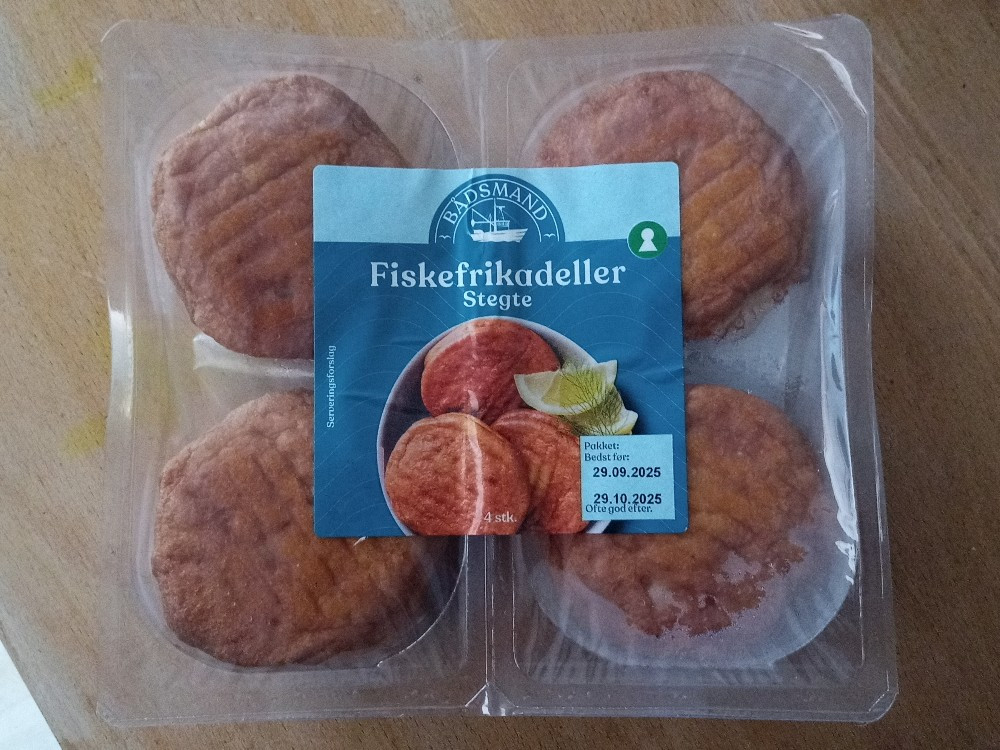 BÅDSMAND
Fiskefrikadeller
Stegte
Serveringsforslag
Pakket:
Bedst før:
29.09.2025
29.10.2025
Ofte god efter.
4 stk.